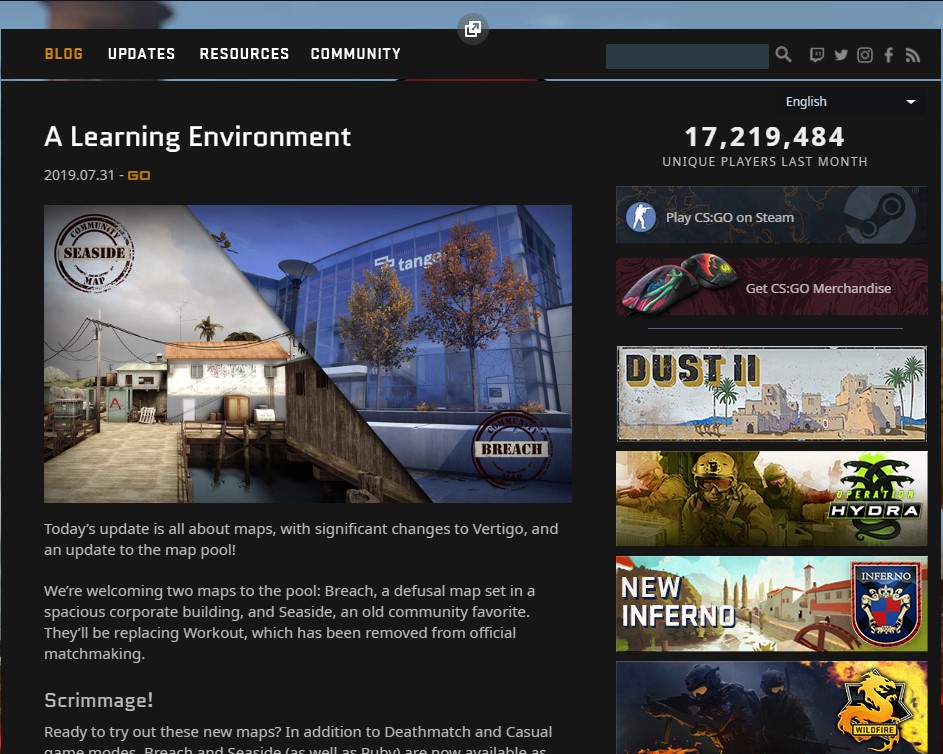 BLOG UPDATES RESOURCES COMMUNITY
English
A Learning Environment
2019.07.31 - GO
COMMUNITY
SEASIDE
MAP
A
tange
COMMUNITY
BREACH
MAP
Today’s update is all about maps, with significant changes to Vertigo, and
an update to the map pool!
We’re welcoming two maps to the pool: Breach, a defusal map set in a
spacious corporate building, and Seaside, an old community favorite.
They’ll be replacing Workout, which has been removed from official
matchmaking.
Scrimmage!
Ready to try out these new maps? In addition to Deathmatch and Casual
game modes, Breach and Seaside (as well as Ruby) are now available as
17,219,484
UNIQUE PLAYERS LAST MONTH
Play CS:GO on Steam
Get CS:GO Merchandise
DUST II
OPERATION
HYDRA
NEW
INFERNO
INFERNO
WILDFIRE